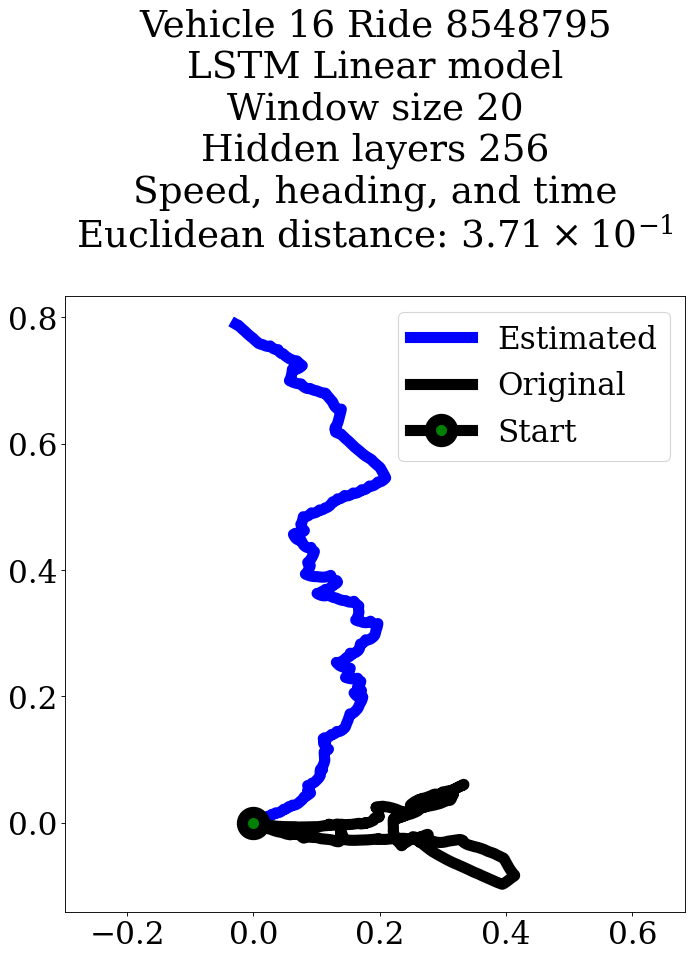 Vehicle 16 Ride 8548795
LSTM Linear model
Window size 20
Hidden layers 256
Speed, heading, and time
Euclidean distance: 3.71 × 10⁻¹
0.8
0.6
0.4
0.2
0.0
Estimated
Original
Start
−0.2 0.0 0.2 0.4 0.6